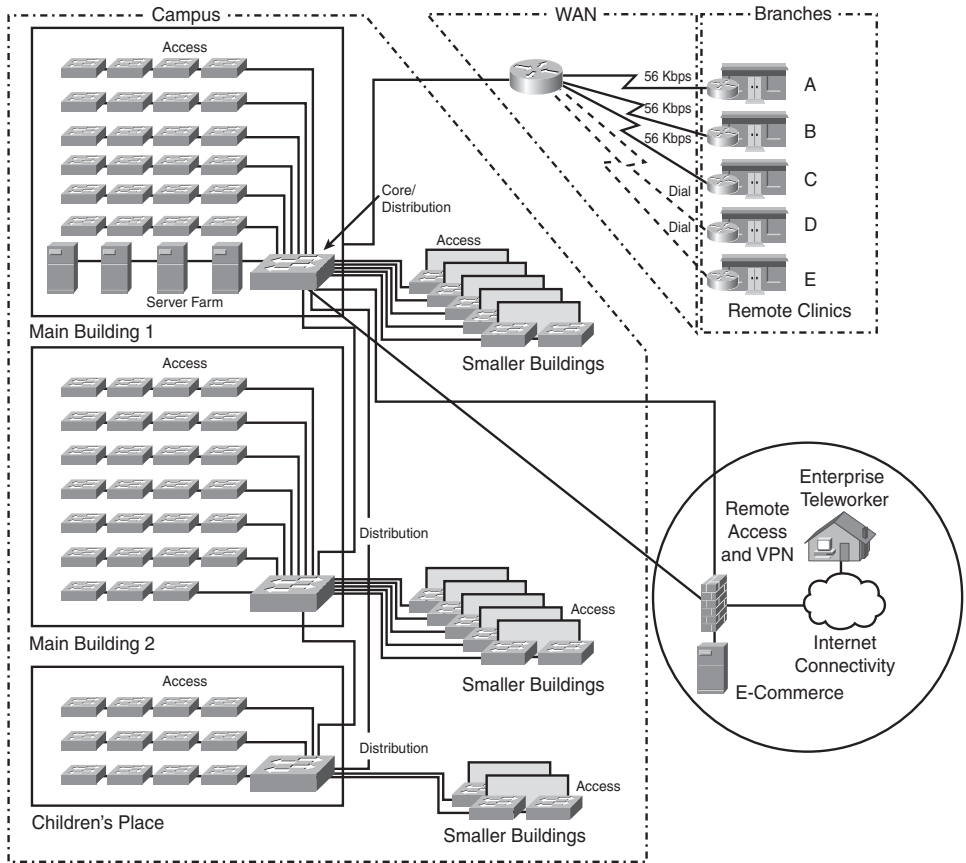 Campus
WAN
Branches
Access
56 Kbps
A
56 Kbps
B
56 Kbps
C
Core/
Distribution
Dial
D
Access
Dial
E
Server Farm
Remote Clinics
Main Building 1
Smaller Buildings
Access
Enterprise
Teleworker
Remote
Access
and VPN
Distribution
Access
Main Building 2
Internet
Connectivity
Smaller Buildings
E-Commerce
Access
Distribution
Access
Children's Place
Smaller Buildings